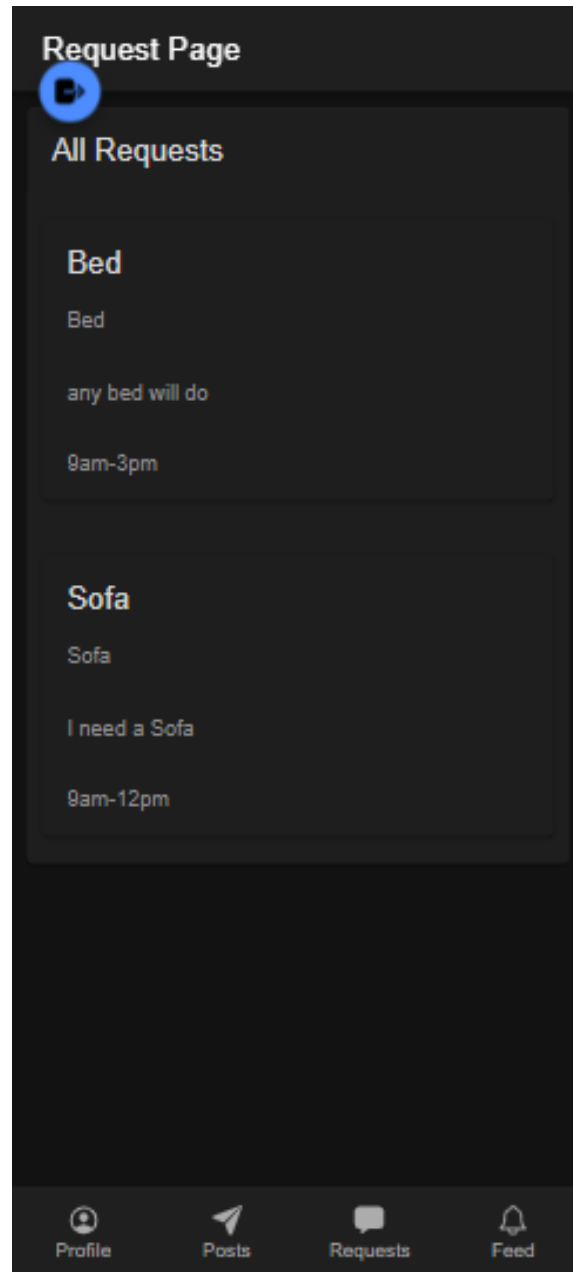 Request Page
All Requests
Bed
Bed
any bed will do
9am-3pm
Sofa
Sofa
I need a Sofa
9am-12pm
Profile Posts Requests Feed